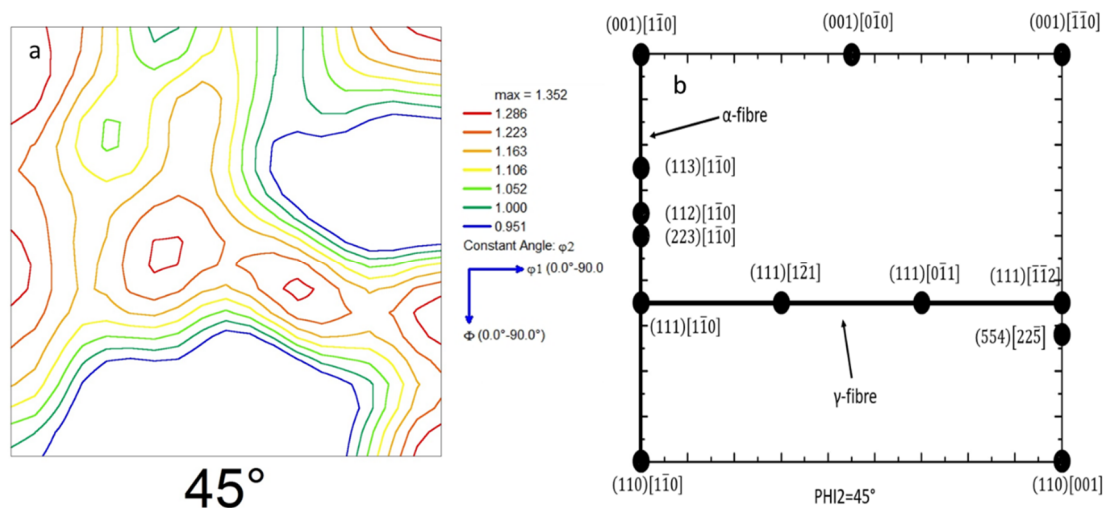 a
max = 1.352
1.286
1.223
1.163
1.106
1.052
1.000
0.951
Constant Angle: φ2
φ1 (0.0°-90.0
Φ (0.0°-90.0°)
45°
(001)[11̅0] (001)[01̅0] (001)[1̅1̅0]
b
α-fibre
(113)[11̅0]
(112)[11̅0]
(223)[11̅0]
(111)[12̅1] (111)[01̅1] (111)[1̅1̅2]
(111)[11̅0]
(554)[225̅]
γ-fibre
(110)[11̅0] (110)[001]
PHI2=45°